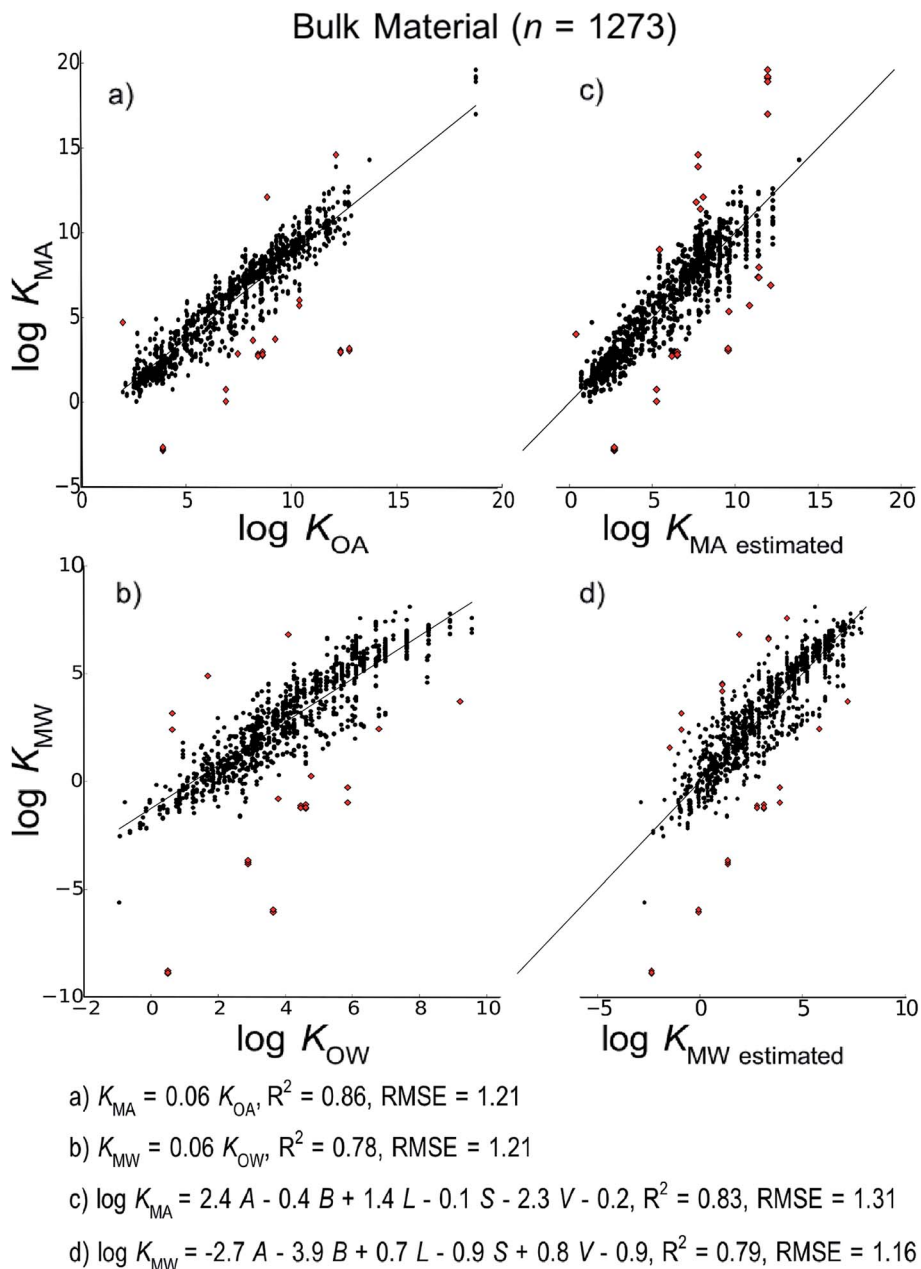 Bulk Material (n = 1273)
a)
20
15
10
5
0
−5
log K_MA
0 5 10 15 20
log K_OA
c)
0 5 10 15 20
log K_MA estimated
b)
10
5
0
−5
−10
log K_MW
−2 0 2 4 6 8 10
log K_OW
d)
−5 0 5 10
log K_MW estimated
a) K_MA = 0.06 K_OA, R² = 0.86, RMSE = 1.21
b) K_MW = 0.06 K_OW, R² = 0.78, RMSE = 1.21
c) log K_MA = 2.4 A - 0.4 B + 1.4 L - 0.1 S - 2.3 V - 0.2, R² = 0.83, RMSE = 1.31
d) log K_MW = -2.7 A - 3.9 B + 0.7 L - 0.9 S + 0.8 V - 0.9, R² = 0.79, RMSE = 1.16